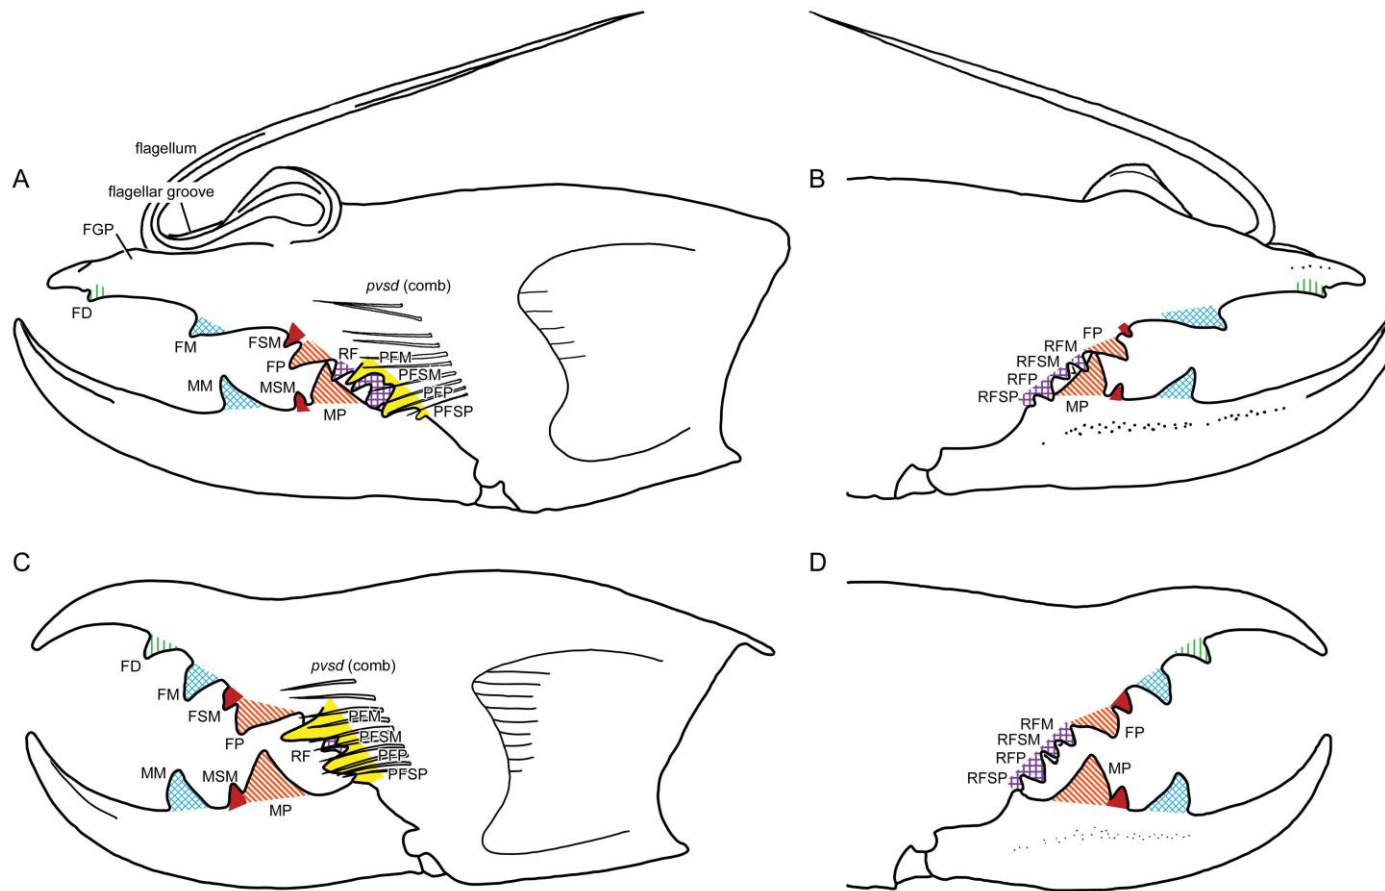 A
flagellum
flagellar groove
FGP
FD
FM
FSM
FP
RF
MM
MSM
MP
pvsd (comb)
PFM
PFSM
PFP
PFSP
B
RFM
RFSM
RFP
RFSP
FP
MP
C
FD
FM
FSM
FP
RF
MM
MSM
MP
pvsd (comb)
PFM
PFSM
PFP
PFSP
D
RFM
RFSM
RFP
RFSP
FP
MP